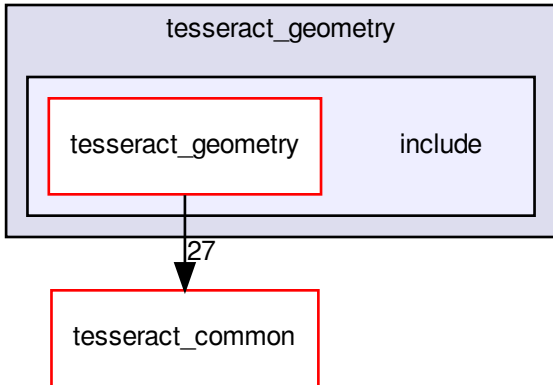 tesseract_geometry
tesseract_geometry
include
27
tesseract_common